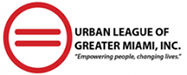 URBAN LEAGUE OF
GREATER MIAMI, INC.
"Empowering people, changing lives."